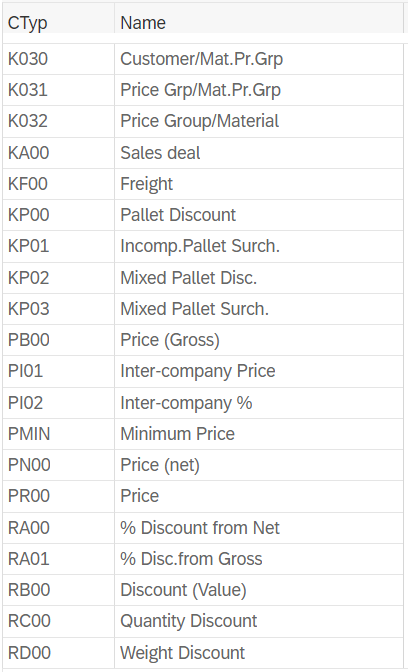 CTyp Name
K030 Customer/Mat.Pr.Grp
K031 Price Grp/Mat.Pr.Grp
K032 Price Group/Material
KA00 Sales deal
KF00 Freight
KP00 Pallet Discount
KP01 Incomp.Pallet Surch.
KP02 Mixed Pallet Disc.
KP03 Mixed Pallet Surch.
PB00 Price (Gross)
PI01 Inter-company Price
PI02 Inter-company %
PMIN Minimum Price
PN00 Price (net)
PR00 Price
RA00 % Discount from Net
RA01 % Disc.from Gross
RB00 Discount (Value)
RC00 Quantity Discount
RD00 Weight Discount